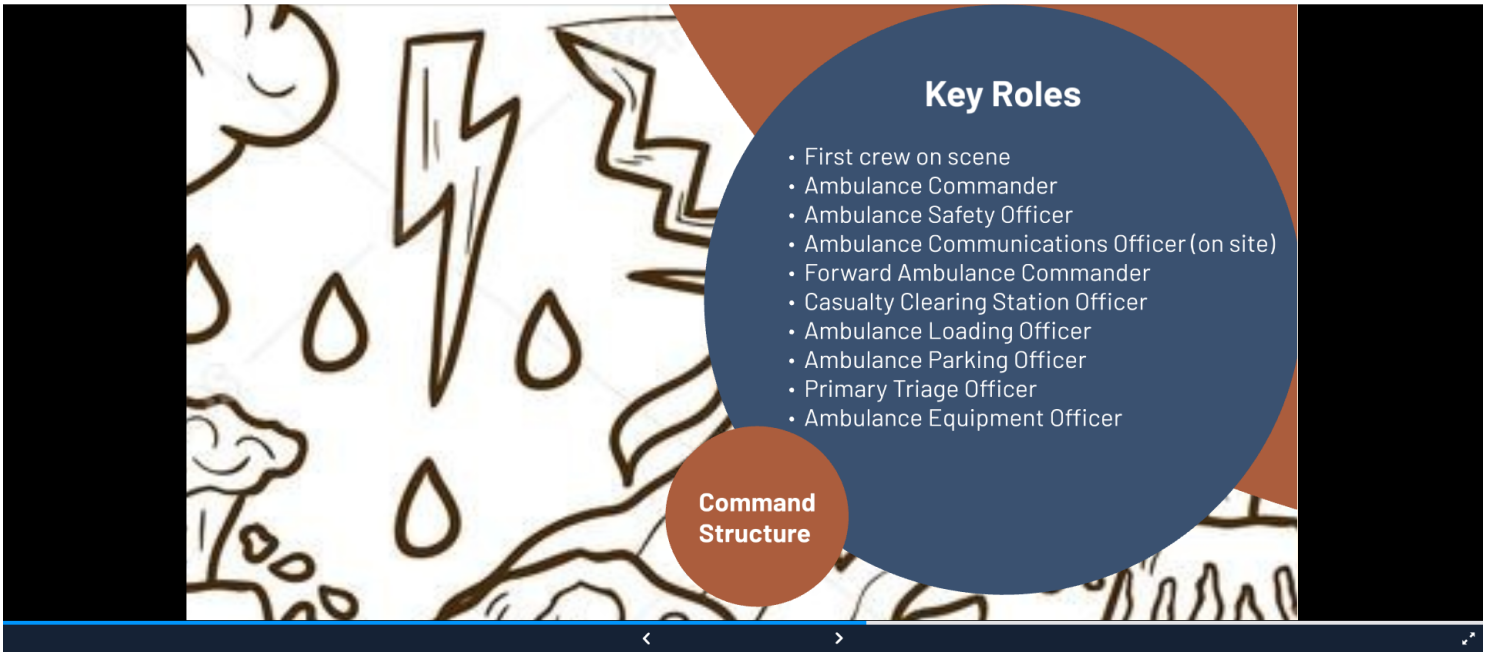 Key Roles
• First crew on scene
• Ambulance Commander
• Ambulance Safety Officer
• Ambulance Communications Officer (on site)
• Forward Ambulance Commander
• Casualty Clearing Station Officer
• Ambulance Loading Officer
• Ambulance Parking Officer
• Primary Triage Officer
• Ambulance Equipment Officer
Command
Structure